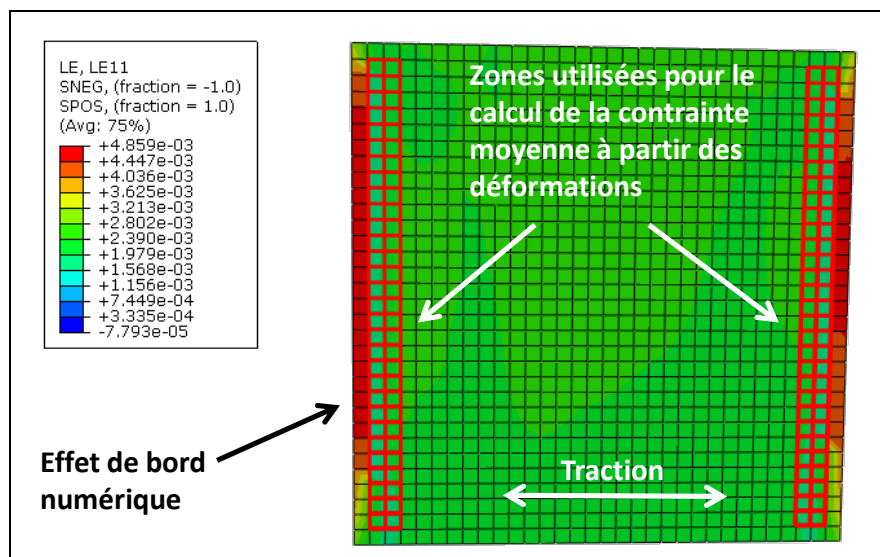 LE, LE11
SNEG, (fraction = -1.0)
SPOS, (fraction = 1.0)
(Avg: 75%)
+4.859e-03
+4.447e-03
+4.036e-03
+3.625e-03
+3.213e-03
+2.802e-03
+2.390e-03
+1.979e-03
+1.568e-03
+1.156e-03
+7.449e-04
+3.335e-04
-7.793e-05
Zones utilisées pour le
calcul de la contrainte
moyenne à partir des
déformations
Effet de bord
numérique
Traction